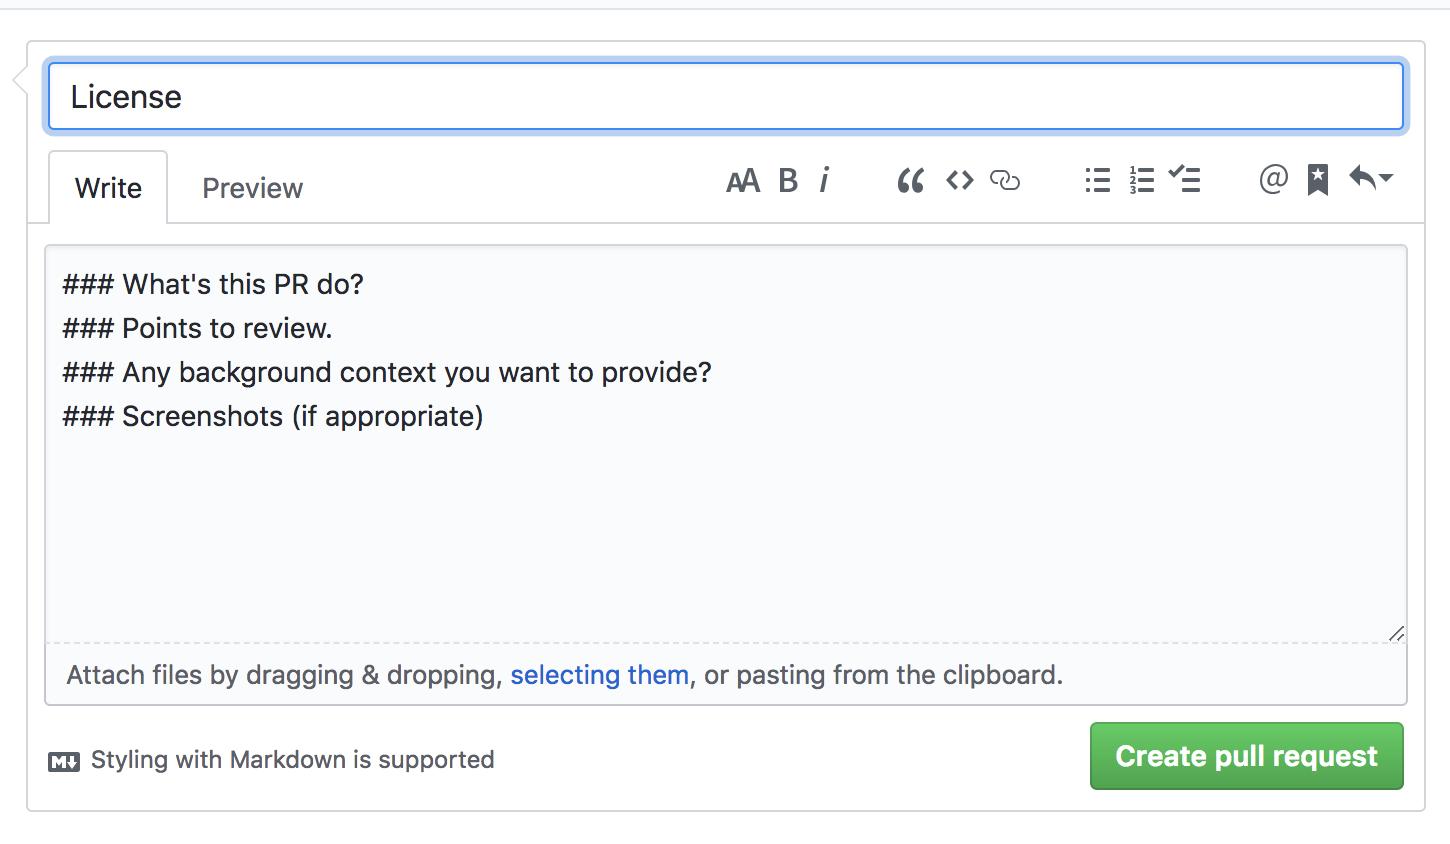 License
Write Preview AA B i “ <> @
### What's this PR do?
### Points to review.
### Any background context you want to provide?
### Screenshots (if appropriate)
Attach files by dragging & dropping, selecting them, or pasting from the clipboard.
M Styling with Markdown is supported
Create pull request